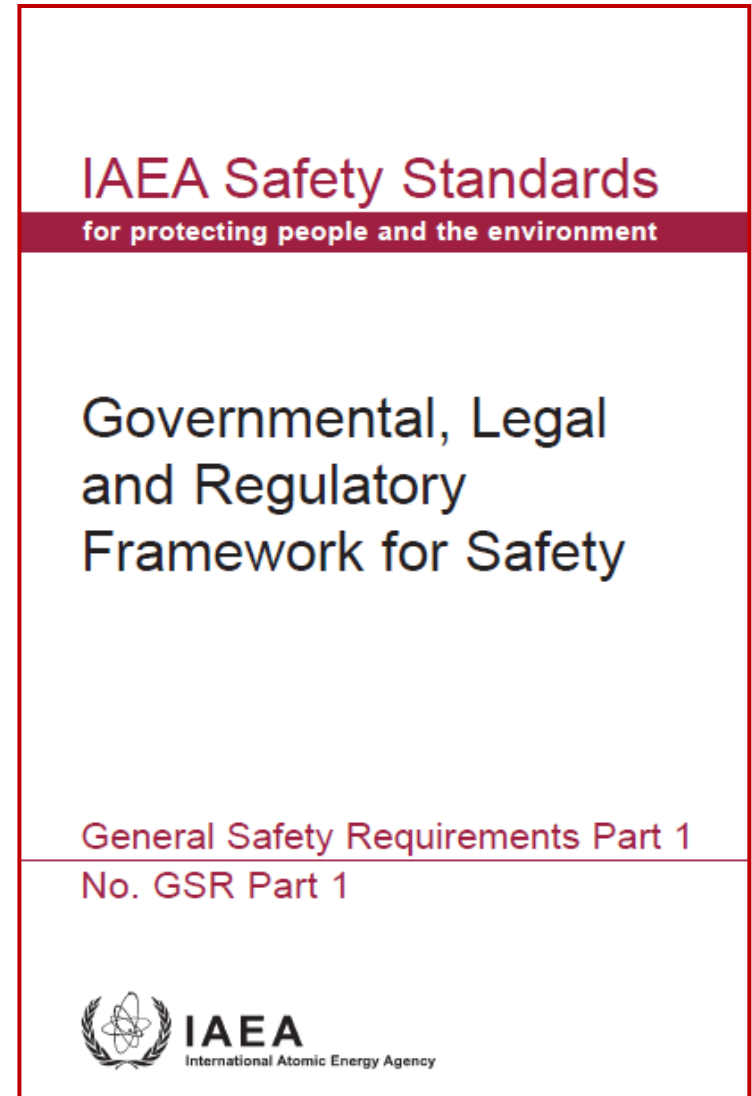 IAEA Safety Standards
for protecting people and the environment
Governmental, Legal
and Regulatory
Framework for Safety
General Safety Requirements Part 1
No. GSR Part 1
IAEA
International Atomic Energy Agency